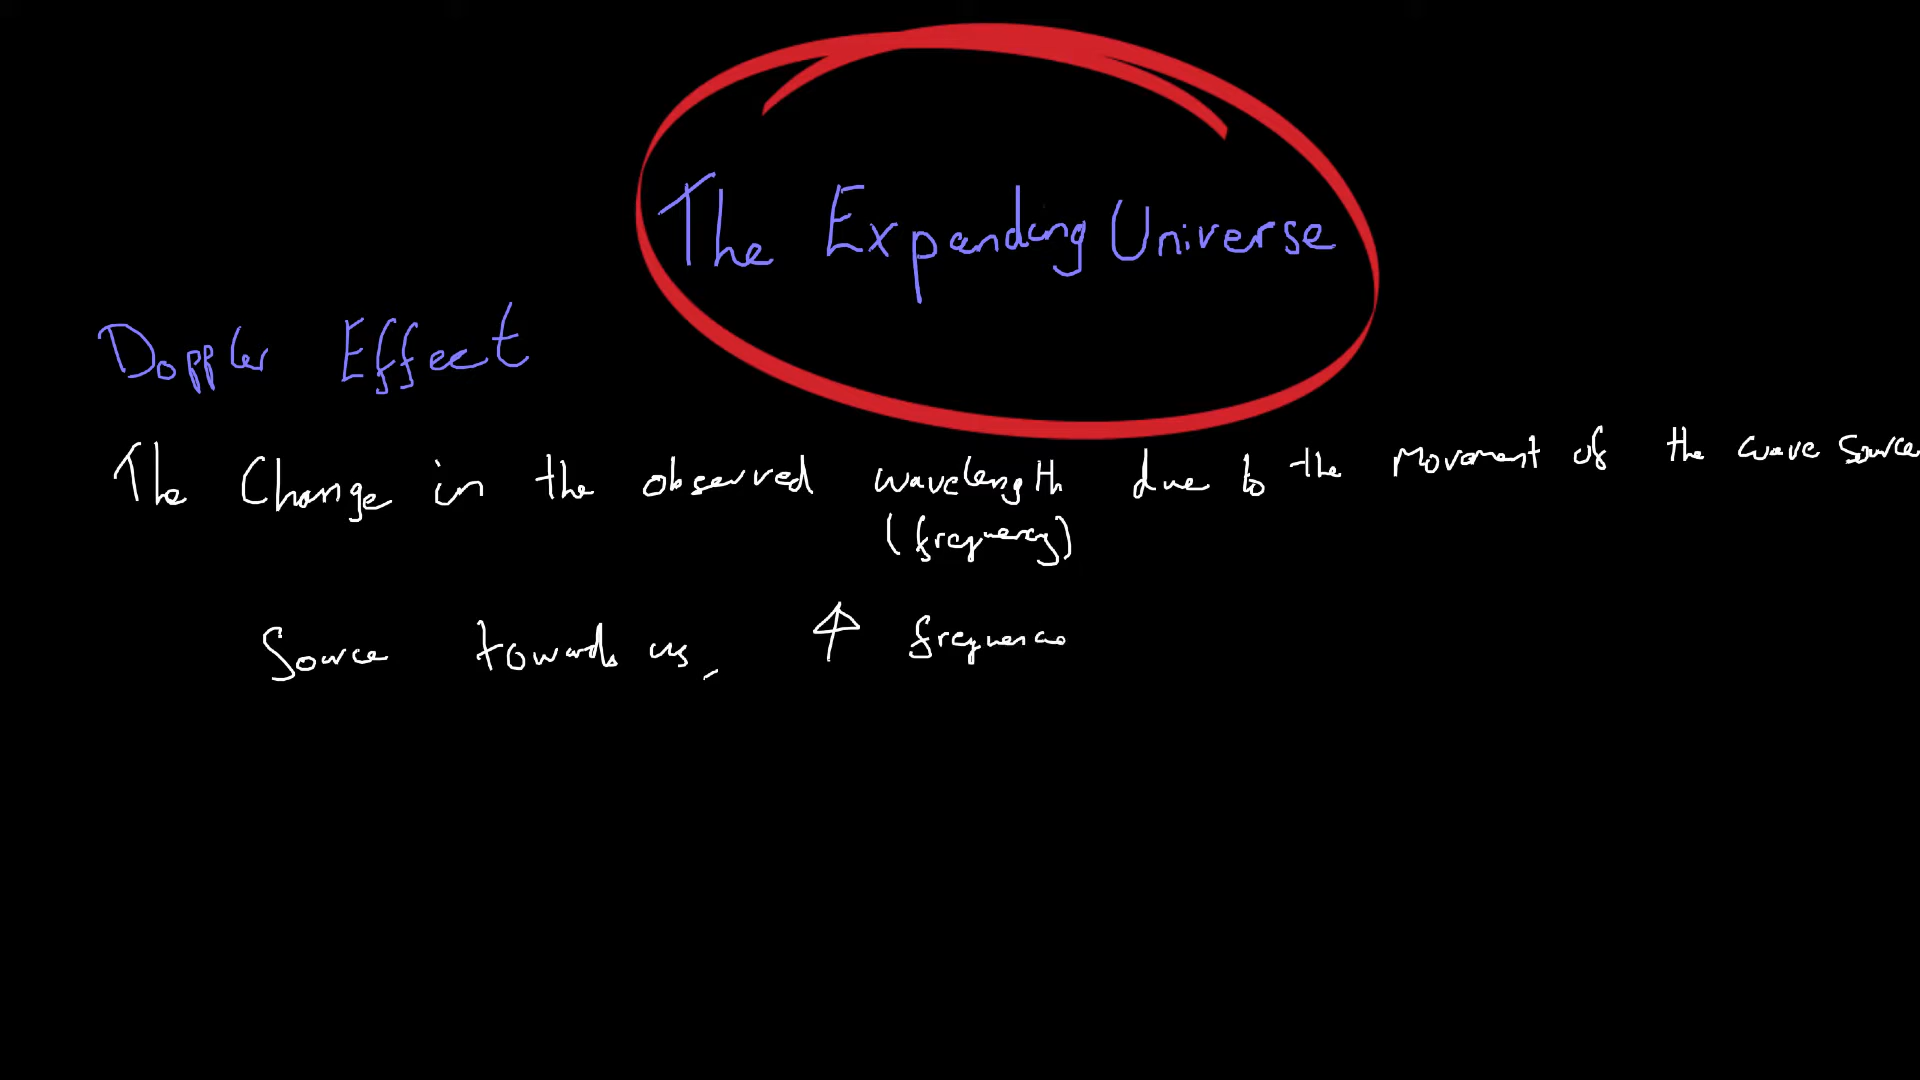 The Expanding Universe
Doppler Effect
The Change in the observed wavelength due to the Movement of the wave source
(frequency)
Source towards us, ↑